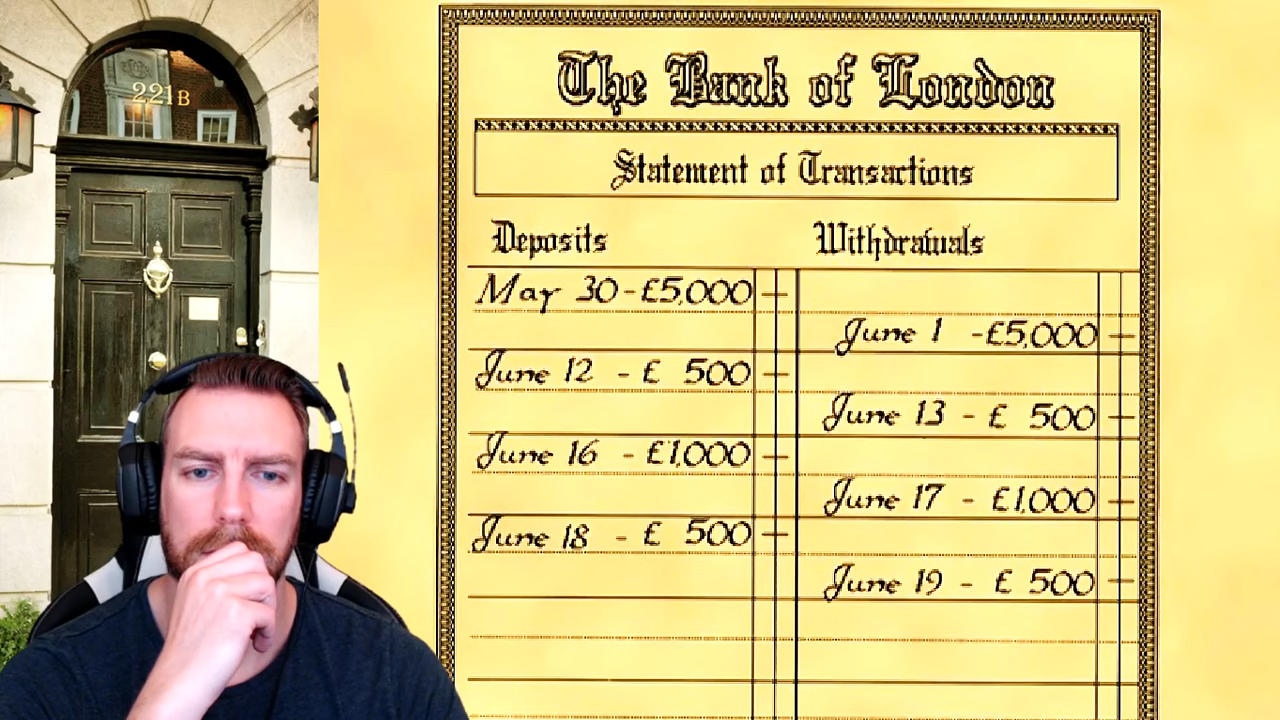 221B
The Bank of London
Statement of Transactions
Deposits Withdrawals
May 30 - £5,000
June 1 - £5,000
June 12 - £ 500
June 13 - £ 500
June 16 - £1,000
June 17 - £1,000
June 18 - £ 500
June 19 - £ 500